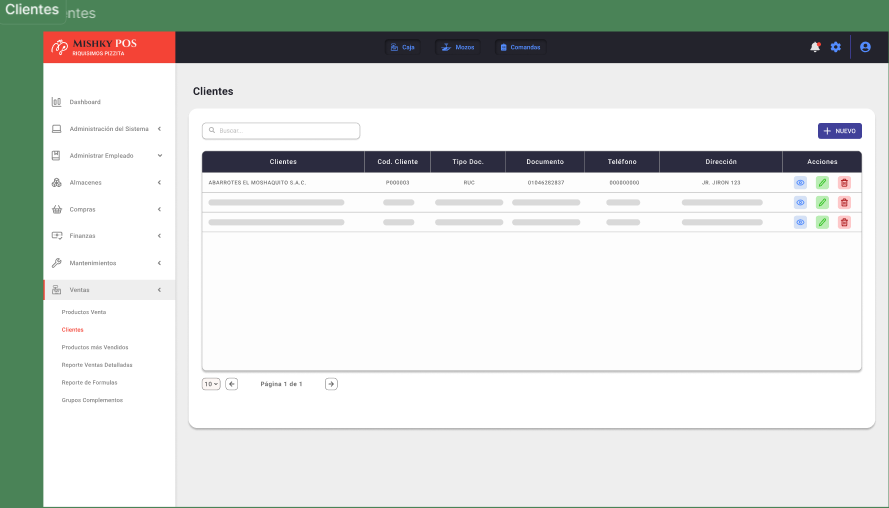 Clientes
ntes
MISHKY POS
RIQUISIMOS PIZZITA
Caja
Mozos
Comandas
Dashboard
Administración del Sistema
Administrar Empleado
Almacenes
Compras
Finanzas
Mantenimientos
Ventas
Productos Venta
Clientes
Productos más Vendidos
Reporte Ventas Detalladas
Reporte de Formulas
Grupos Complementos
Clientes
Buscar..
NUEVO
Clientes Cod. Cliente Tipo Doc. Documento Teléfono Dirección Acciones
ABARROTES EL MOSHAQUITO S.A.C. P000003 RUC 01046282837 000000000 JR. JIRON 123
10
Página 1 de 1